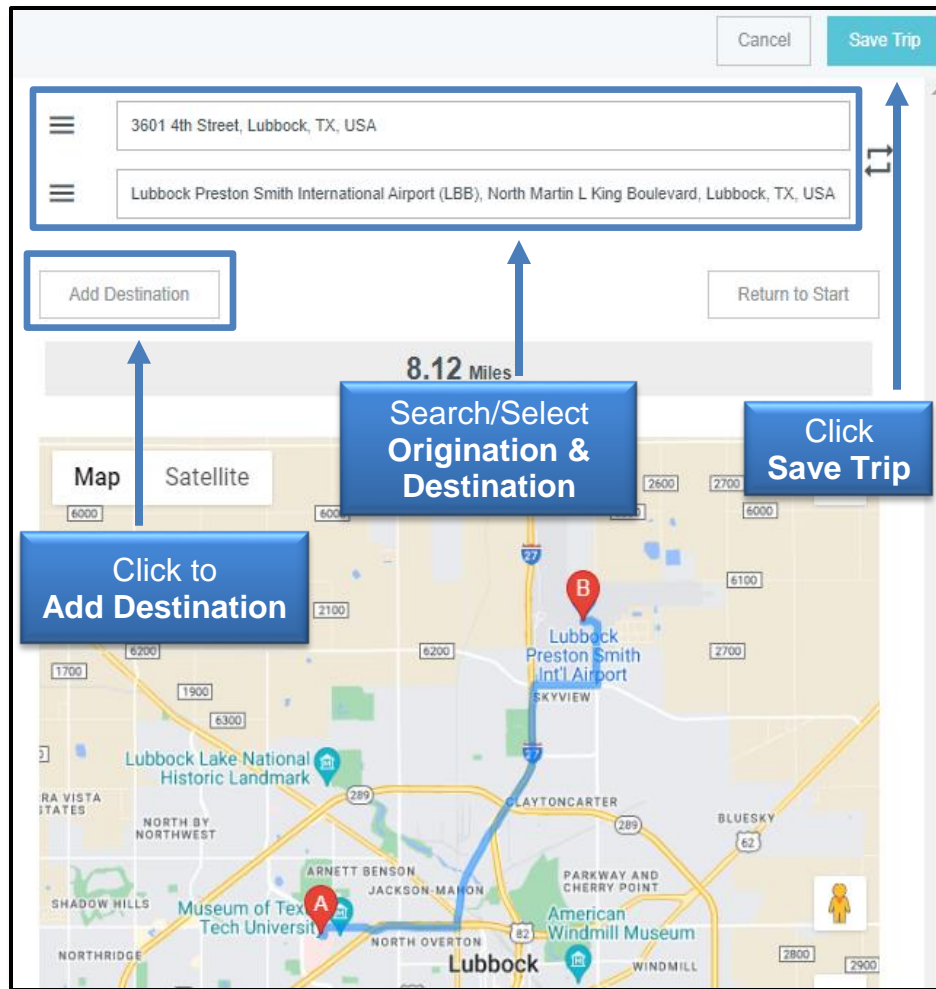 Cancel
Save Trip
3601 4th Street, Lubbock, TX, USA
Lubbock Preston Smith International Airport (LBB), North Martin L King Boulevard, Lubbock, TX, USA
Add Destination
Return to Start
8.12 Miles
Search/Select
Origination &
Destination
Click
Save Trip
Click to
Add Destination
Map
Satellite
2600
2700
6000
6000
27
6100
B
2100
Lubbock
Preston Smith
Int'l Airport
6200
6200
2700
1700
1900
SKYVIEW
6300
27
Lubbock Lake National
Historic Landmark
289
CLAYTONCARTER
NORTH BY
NORTHWEST
289
BLUESKY
62
ARNETT BENSON
PARKWAY AND
CHERRY POINT
JACKSON-MAHON
SHADOW HILLS
Museum of
Tech University
A
American
Windmill Museum
82
NORTH OVERTON
NORTHRIDGE
Lubbock
WINDMILL
2800
2900